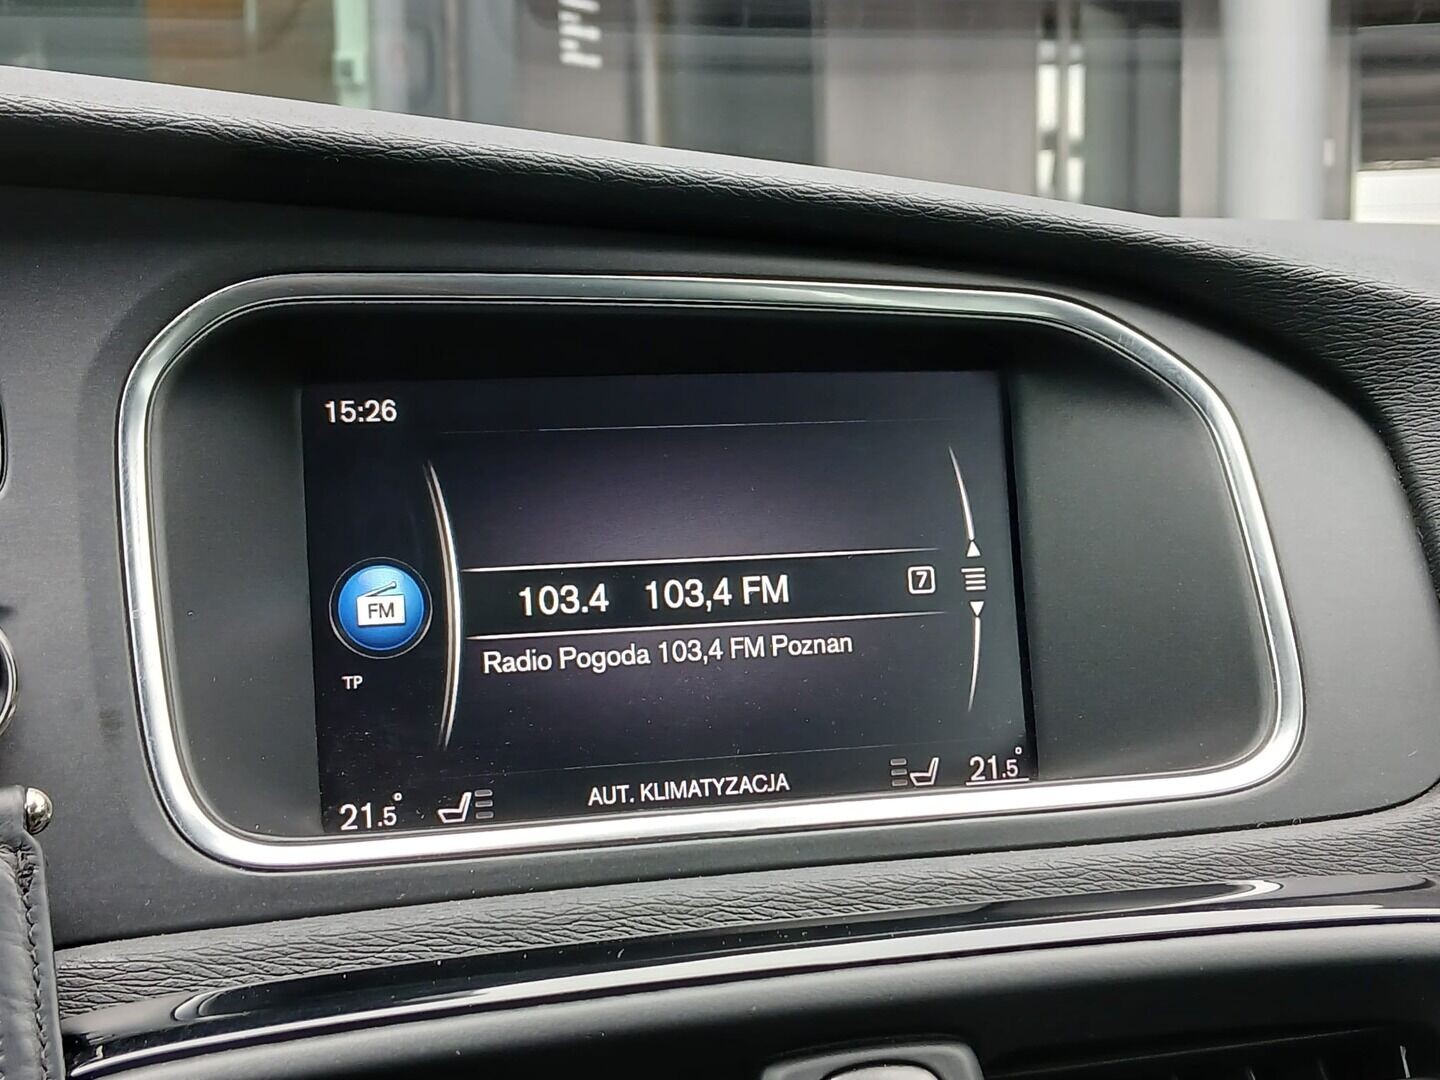 15:26
FM
103.4 103,4 FM 7
Radio Pogoda 103,4 FM Poznan
TP
21.5° AUT. KLIMATYZACJA 21.5°